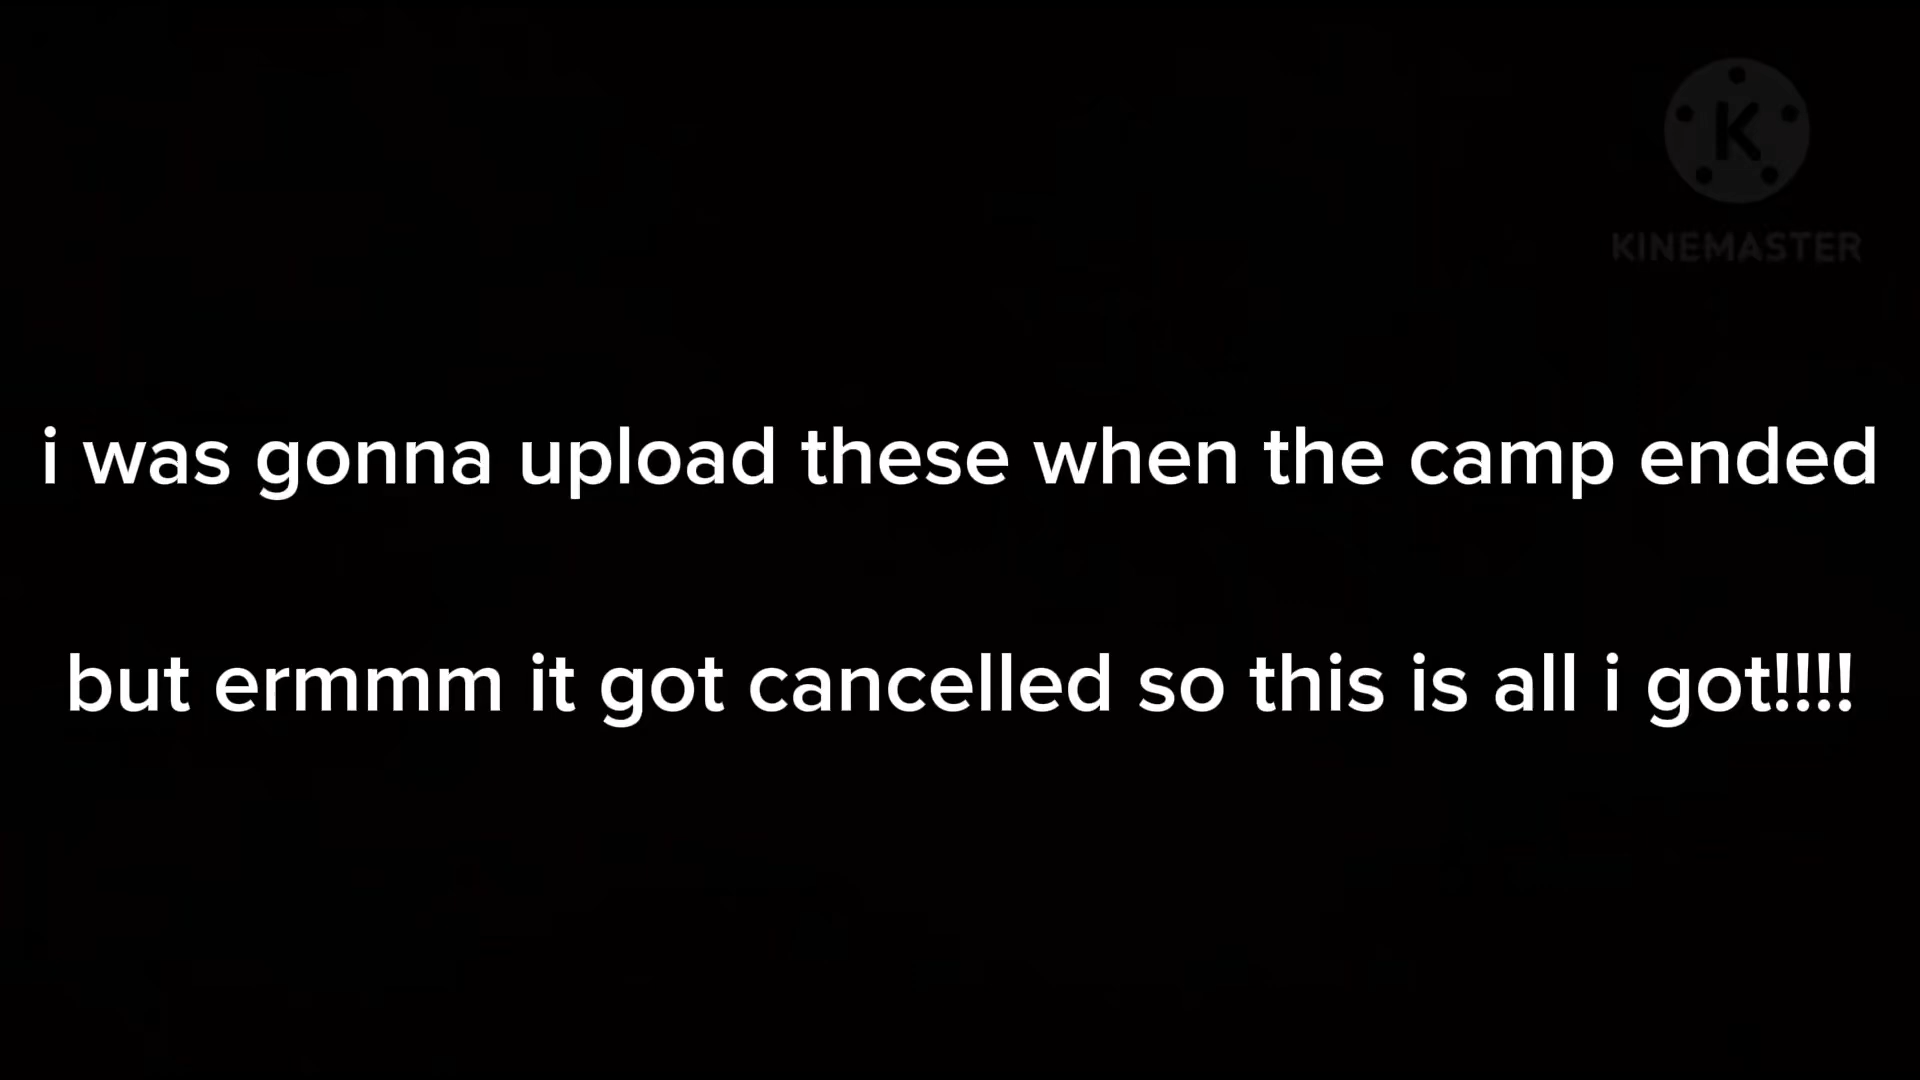 K
KINEMASTER
i was gonna upload these when the camp ended
but ermmm it got cancelled so this is all i got!!!!